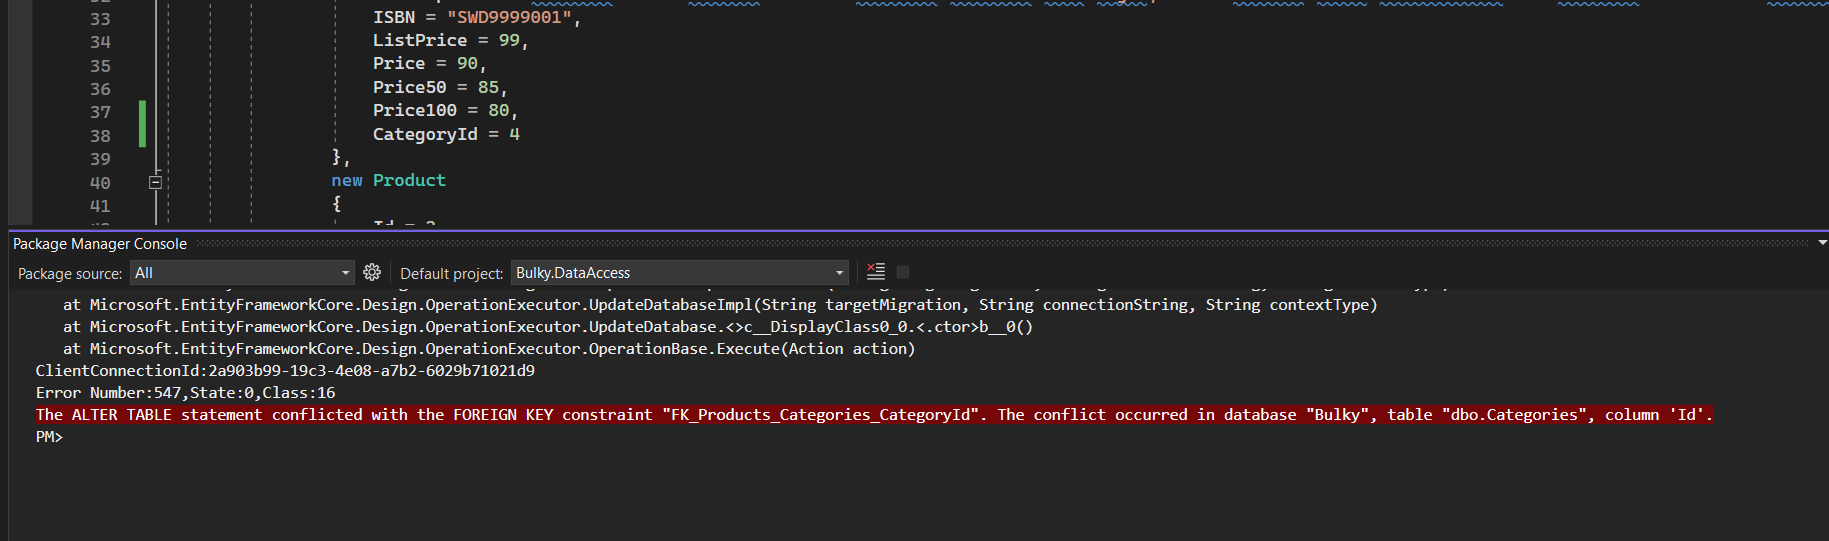 33 ISBN = "SWD9999001",
34 ListPrice = 99,
35 Price = 90,
36 Price50 = 85,
37 Price100 = 80,
38 CategoryId = 4
39 },
40 new Product
41 {
Package Manager Console
Package source: All Default project: Bulky.DataAccess
at Microsoft.EntityFrameworkCore.Design.OperationExecutor.UpdateDatabaseImpl(String targetMigration, String connectionString, String contextType)
at Microsoft.EntityFrameworkCore.Design.OperationExecutor.UpdateDatabase.<>c__DisplayClass0_0.<.ctor>b__0()
at Microsoft.EntityFrameworkCore.Design.OperationExecutor.OperationBase.Execute(Action action)
ClientConnectionId:2a903b99-19c3-4e08-a7b2-6029b71021d9
Error Number:547,State:0,Class:16
The ALTER TABLE statement conflicted with the FOREIGN KEY constraint "FK_Products_Categories_CategoryId". The conflict occurred in database "Bulky", table "dbo.Categories", column 'Id'.
PM>